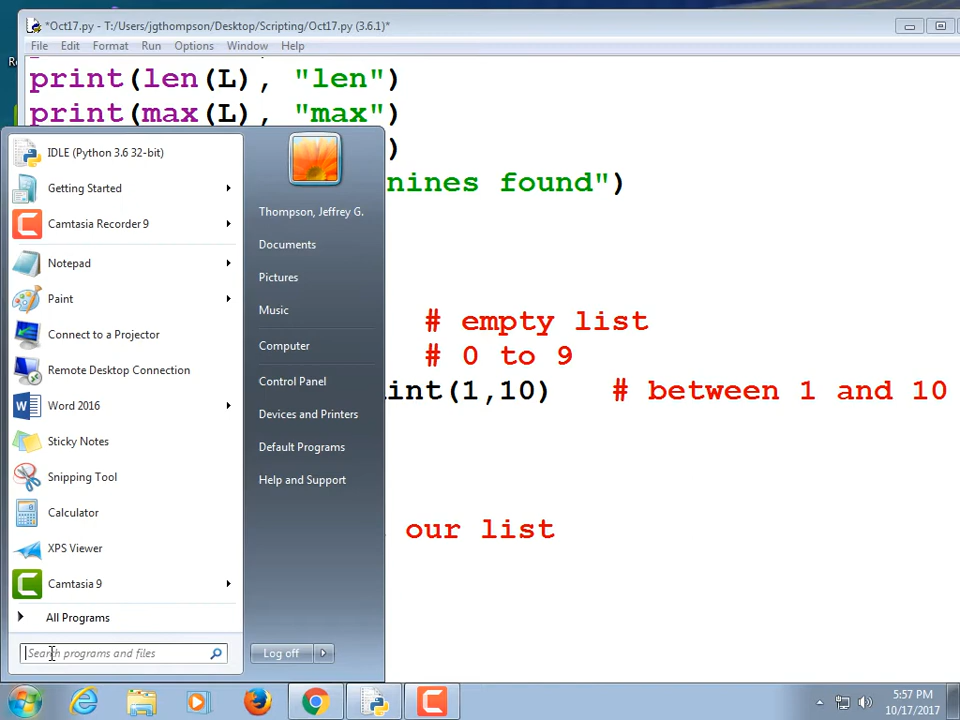 *Oct17.py - T:/Users/jgthompson/Desktop/Scripting/Oct17.py (3.6.1)*
File Edit Format Run Options Window Help
print(len(L), "len")
print(max(L), "max")
)
nines found")
# empty list
# 0 to 9
int(1,10) # between 1 and 10
our list
IDLE (Python 3.6 32-bit)
Getting Started
Camtasia Recorder 9
Notepad
Paint
Connect to a Projector
Remote Desktop Connection
Word 2016
Sticky Notes
Snipping Tool
Calculator
XPS Viewer
Camtasia 9
All Programs
Search programs and files
Thompson, Jeffrey G.
Documents
Pictures
Music
Computer
Control Panel
Devices and Printers
Default Programs
Help and Support
Log off
5:57 PM
10/17/2017